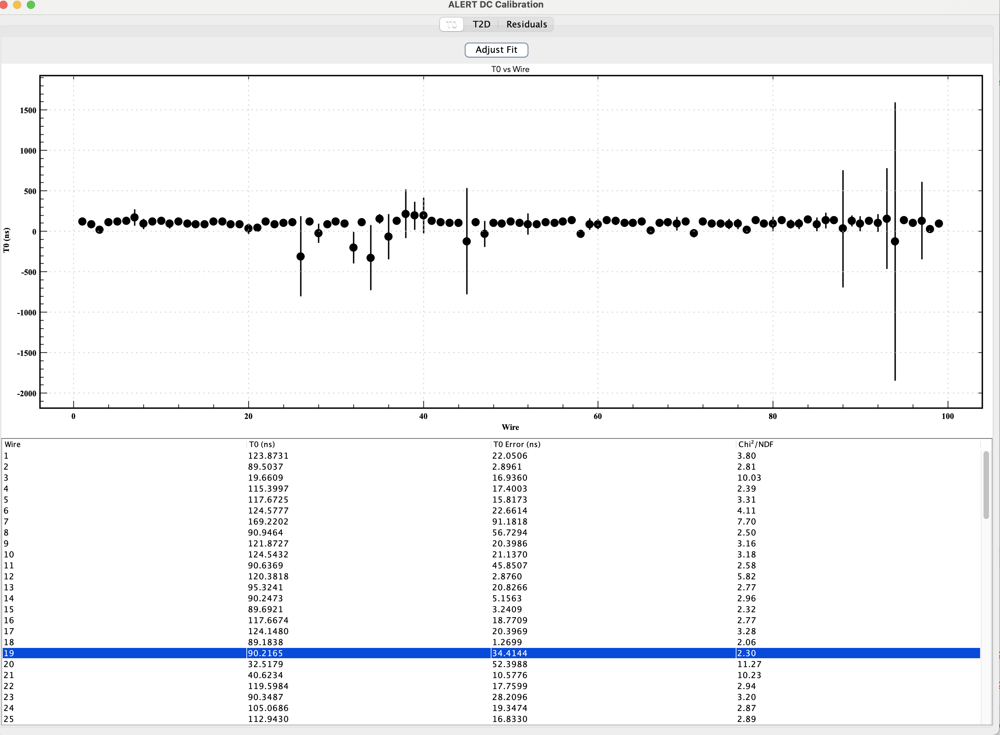 ALERT DC Calibration
T0 T2D Residuals
Adjust Fit
T0 vs Wire
1500
1000
500
0
-500
-1000
-1500
-2000
T0 (ns)
0 20 40 60 80 100
Wire
Wire T0 (ns) T0 Error (ns) Chi²/NDF
1 123.8731 22.0506 3.80
2 89.5037 2.8961 2.81
3 19.6609 16.9360 10.03
4 115.3997 17.4003 2.39
5 117.6725 15.8173 3.31
6 124.5777 22.6614 4.11
7 169.2202 91.1818 7.70
8 90.9464 56.7294 2.50
9 121.8727 20.3986 3.16
10 124.5432 21.1370 3.18
11 90.6369 45.8507 2.58
12 120.3818 2.8760 5.82
13 95.3241 20.8266 2.77
14 90.2473 5.1563 2.96
15 89.6921 3.2409 2.32
16 117.6674 18.7709 2.77
17 124.1480 20.3969 3.28
18 89.1838 1.2699 2.06
19 90.2165 34.4144 2.30
20 32.5179 52.3988 11.27
21 40.6234 10.5776 10.23
22 119.5984 17.7599 2.94
23 90.3487 28.2096 3.20
24 105.0686 19.3474 2.87
25 112.9430 16.8330 2.89